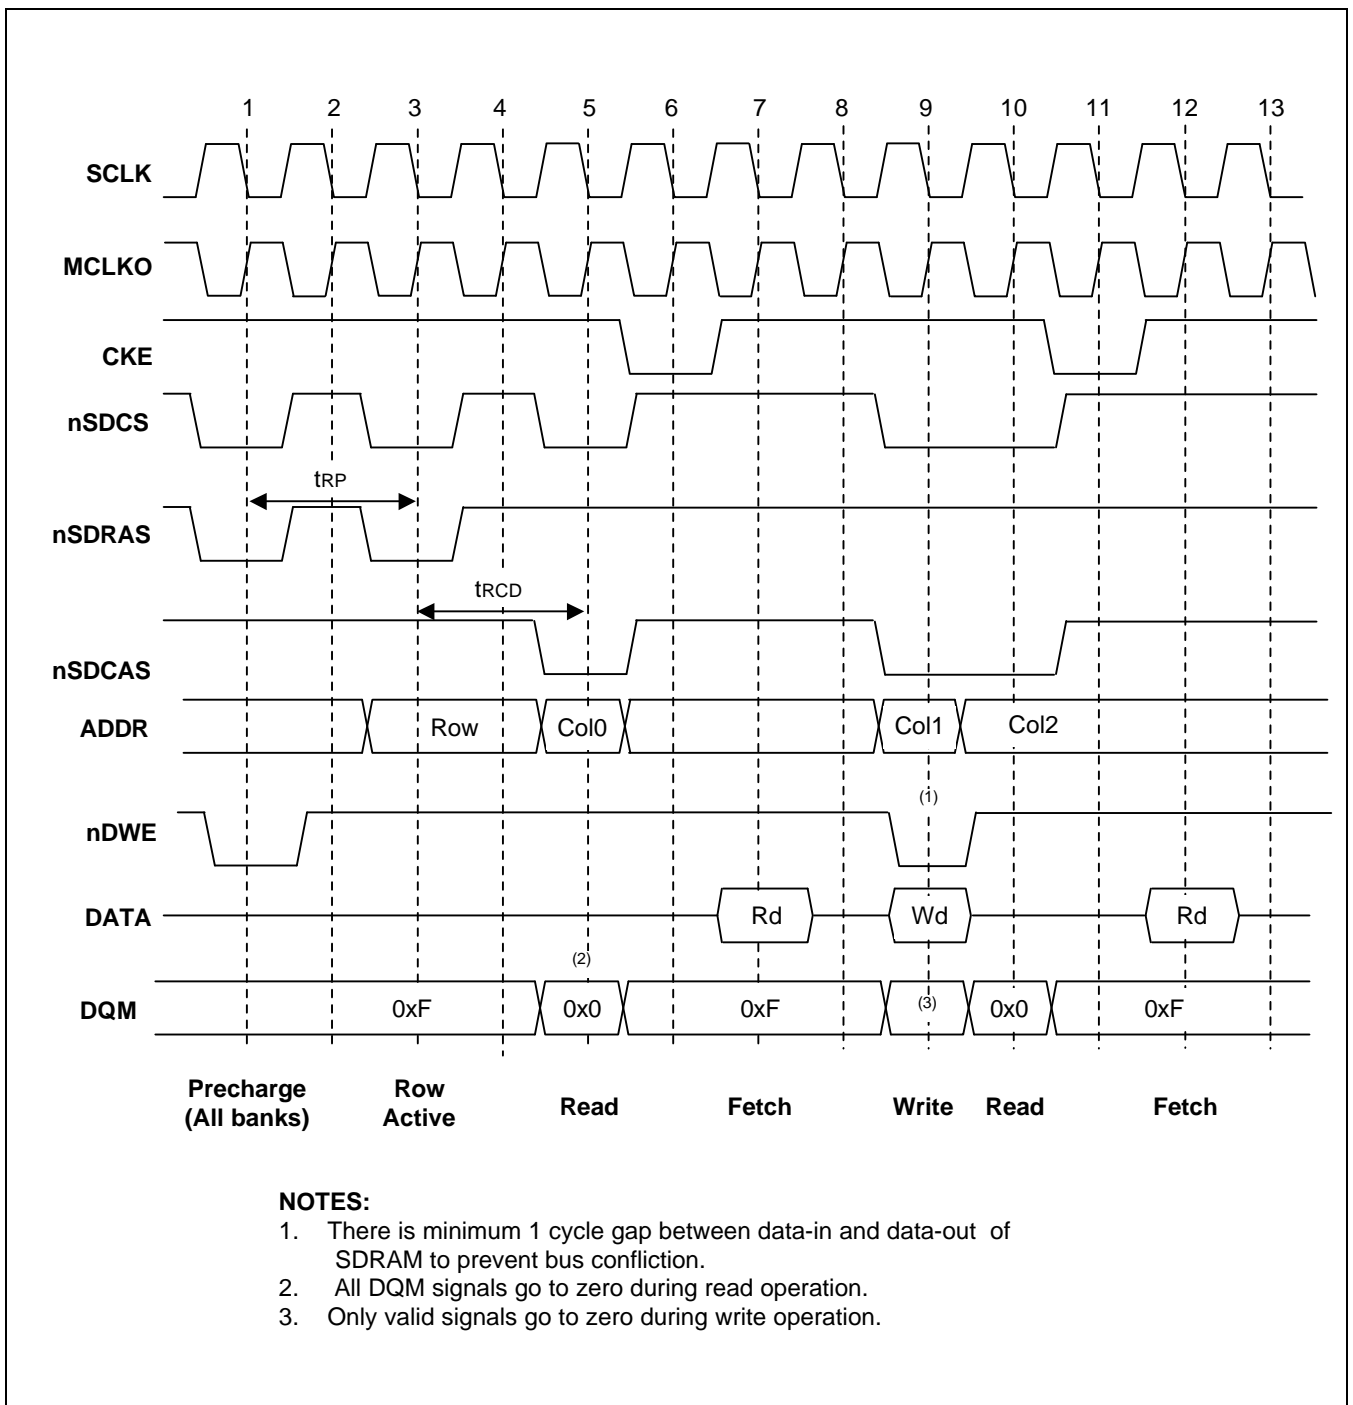 1 2 3 4 5 6 7 8 9 10 11 12 13
SCLK
MCLKO
CKE
nSDCS
tRP
nSDRAS
tRCD
nSDCAS
ADDR Row Col0 Col1 Col2
(1)
nDWE
DATA Rd Wd Rd
(2)
DQM 0xF 0x0 0xF (3) 0x0 0xF
Precharge Row
(All banks) Active Read Fetch Write Read Fetch
NOTES:
1. There is minimum 1 cycle gap between data-in and data-out of
SDRAM to prevent bus confliction.
2. All DQM signals go to zero during read operation.
3. Only valid signals go to zero during write operation.